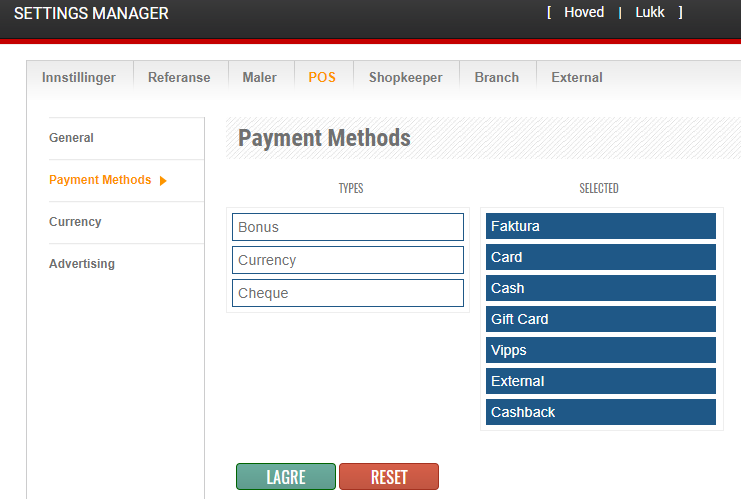 SETTINGS MANAGER
[ Hoved | Lukk ]
Innstillinger Referanse Maler POS Shopkeeper Branch External
General
Payment Methods
Currency
Advertising
Payment Methods
TYPES
Bonus
Currency
Cheque
SELECTED
Faktura
Card
Cash
Gift Card
Vipps
External
Cashback
LAGRE RESET